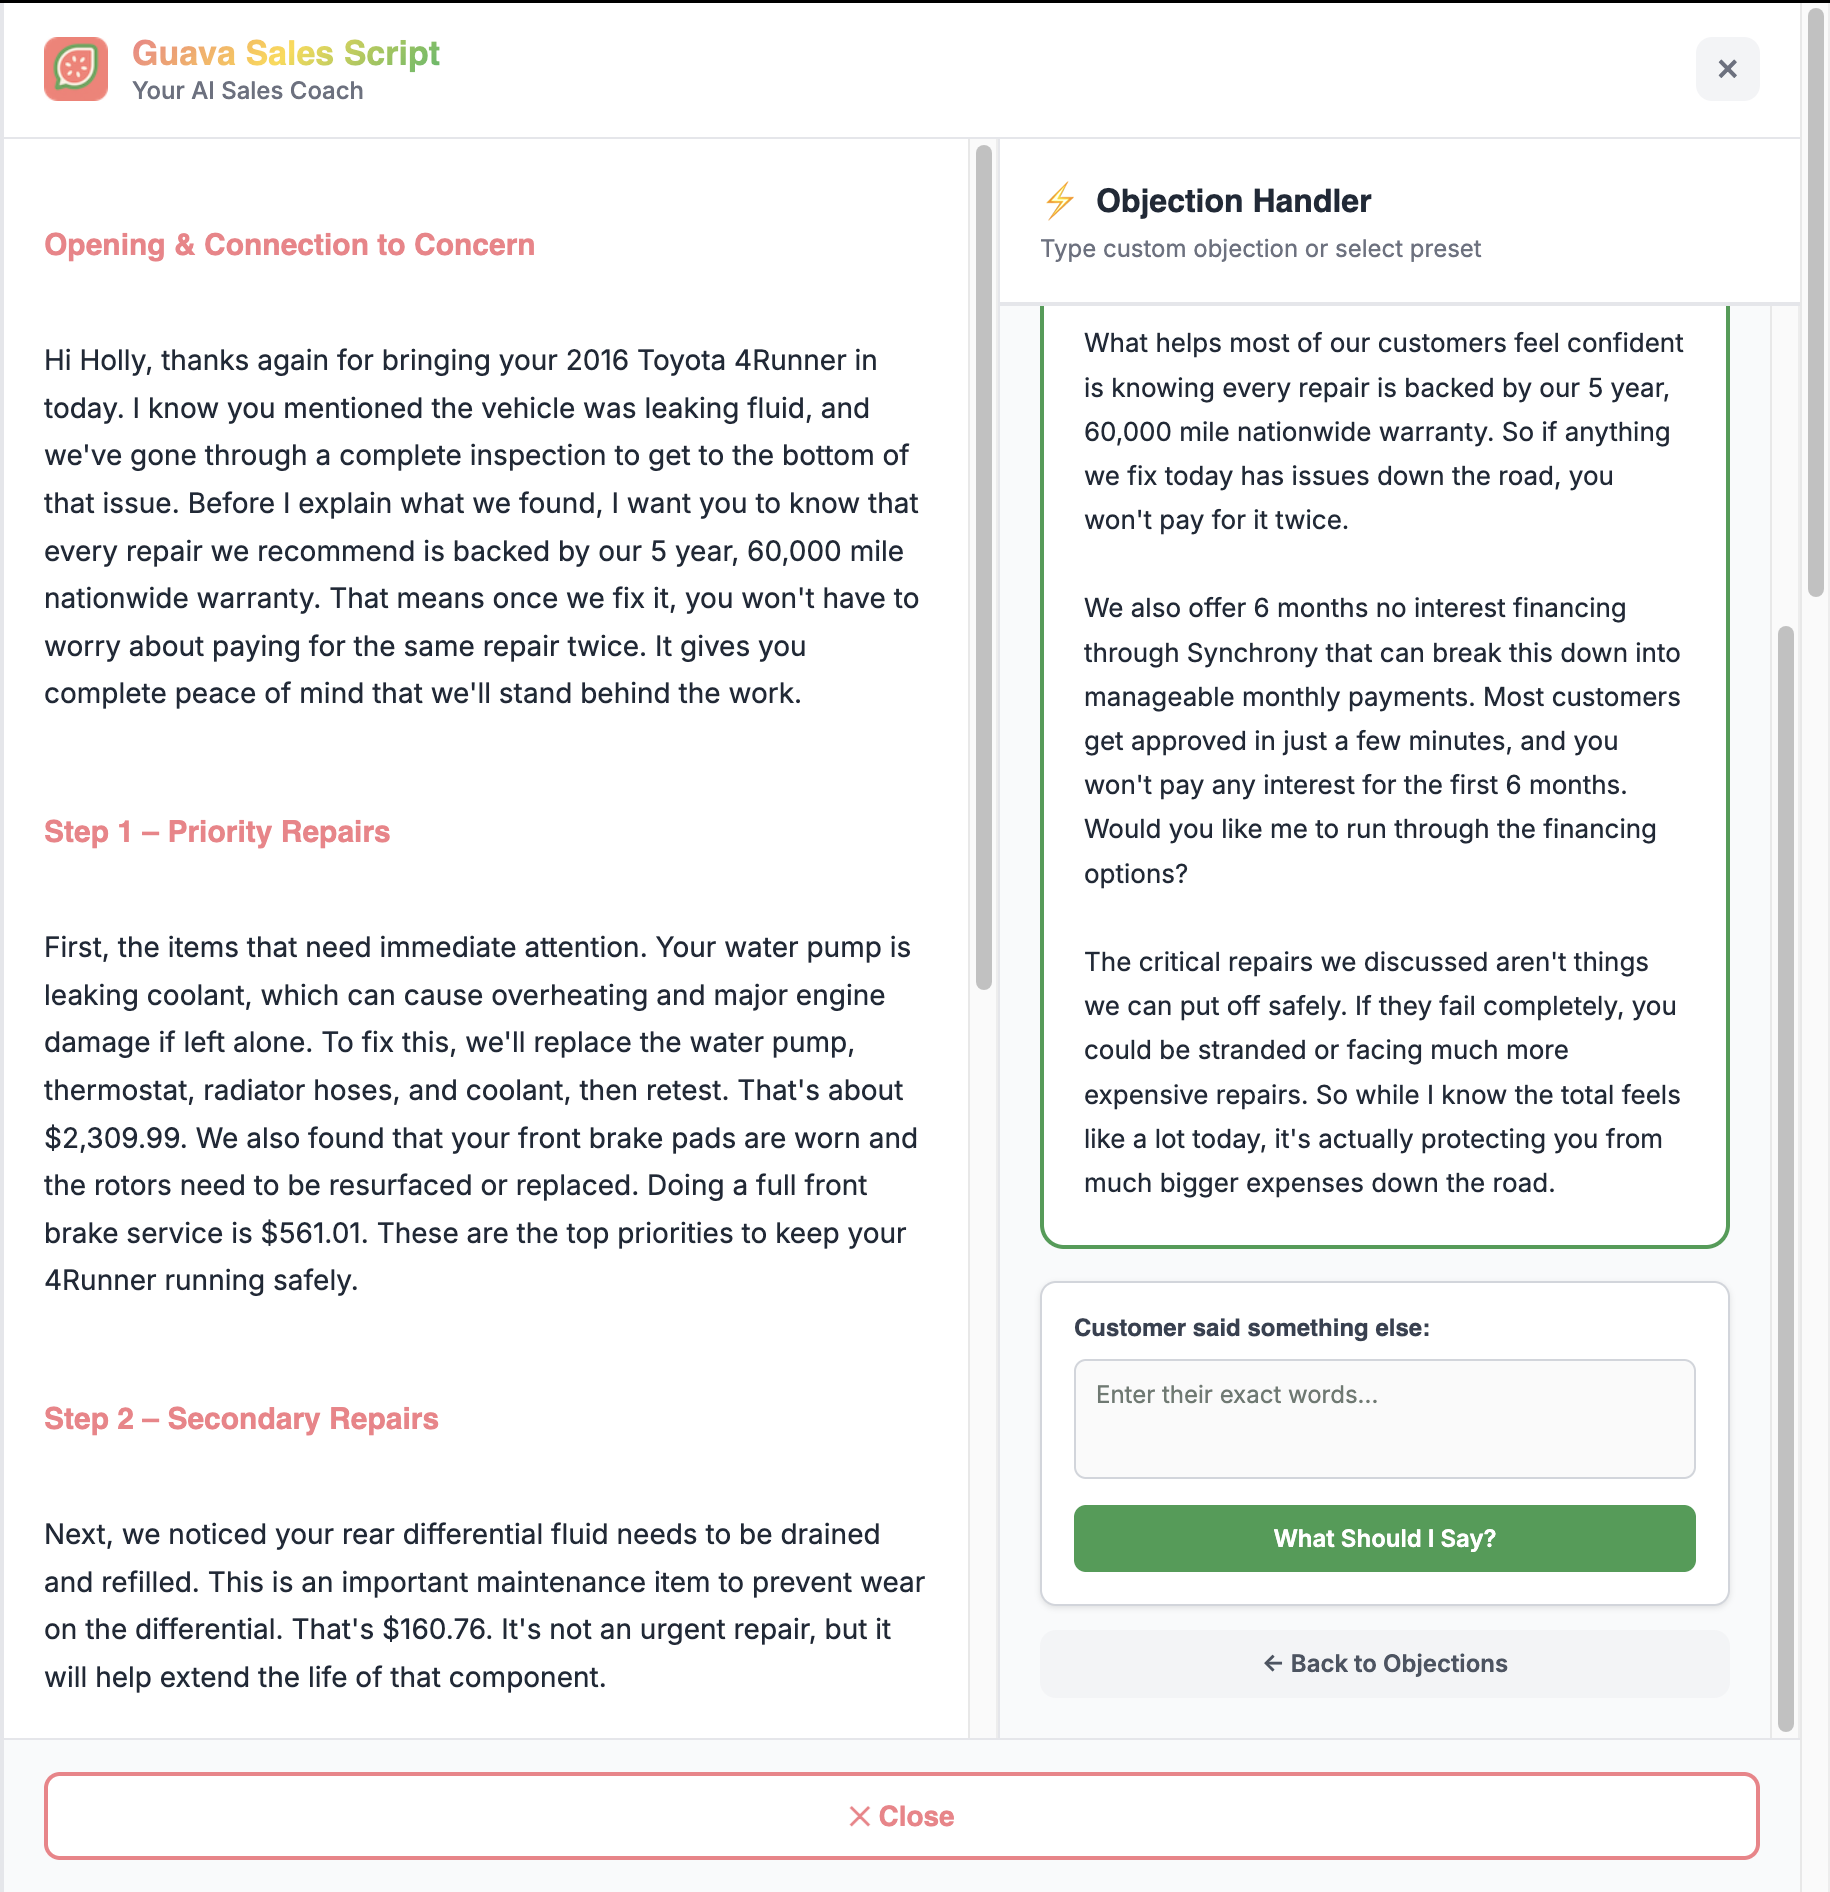 Guava Sales Script
Your AI Sales Coach
×
Opening & Connection to Concern
Hi Holly, thanks again for bringing your 2016 Toyota 4Runner in
today. I know you mentioned the vehicle was leaking fluid, and
we've gone through a complete inspection to get to the bottom of
that issue. Before I explain what we found, I want you to know that
every repair we recommend is backed by our 5 year, 60,000 mile
nationwide warranty. That means once we fix it, you won't have to
worry about paying for the same repair twice. It gives you
complete peace of mind that we'll stand behind the work.
Step 1 – Priority Repairs
First, the items that need immediate attention. Your water pump is
leaking coolant, which can cause overheating and major engine
damage if left alone. To fix this, we'll replace the water pump,
thermostat, radiator hoses, and coolant, then retest. That's about
$2,309.99. We also found that your front brake pads are worn and
the rotors need to be resurfaced or replaced. Doing a full front
brake service is $561.01. These are the top priorities to keep your
4Runner running safely.
Step 2 – Secondary Repairs
Next, we noticed your rear differential fluid needs to be drained
and refilled. This is an important maintenance item to prevent wear
on the differential. That's $160.76. It's not an urgent repair, but it
will help extend the life of that component.
⚡ Objection Handler
Type custom objection or select preset
What helps most of our customers feel confident
is knowing every repair is backed by our 5 year,
60,000 mile nationwide warranty. So if anything
we fix today has issues down the road, you
won't pay for it twice.
We also offer 6 months no interest financing
through Synchrony that can break this down into
manageable monthly payments. Most customers
get approved in just a few minutes, and you
won't pay any interest for the first 6 months.
Would you like me to run through the financing
options?
The critical repairs we discussed aren't things
we can put off safely. If they fail completely, you
could be stranded or facing much more
expensive repairs. So while I know the total feels
like a lot today, it's actually protecting you from
much bigger expenses down the road.
Customer said something else:
Enter their exact words...
What Should I Say?
← Back to Objections
× Close